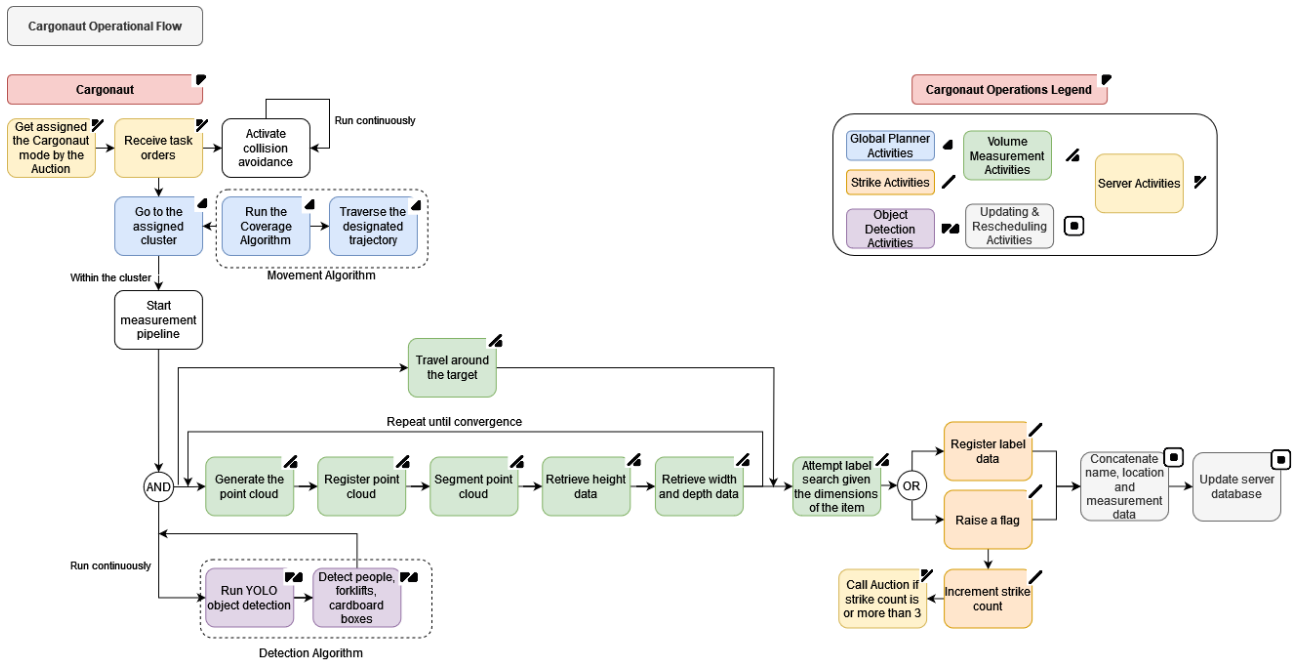 Cargonaut Operational Flow
Cargonaut
Cargonaut Operations Legend
Get assigned
the Cargonaut
mode by the
Auction
Receive task
orders
Activate
collision
avoidance
Run continuously
Global Planner
Activities
Volume
Measurement
Activities
Strike Activities
Server Activities
Object
Detection
Activities
Updating &
Rescheduling
Activities
Go to the
assigned
cluster
Run the
Coverage
Algorithm
Traverse the
designated
trajectory
Movement Algorithm
Within the cluster
Start
measurement
pipeline
Travel around
the target
Repeat until convergence
AND
Generate the
point cloud
Register point
cloud
Segment point
cloud
Retrieve height
data
Retrieve width
and depth data
Attempt label
search given
the dimensions
of the item
OR
Register label
data
Raise a flag
Concatenate
name, location
and
measurement
data
Update server
database
Run continuously
Run YOLO
object detection
Detect people,
forklifts,
cardboard
boxes
Detection Algorithm
Call Auction if
strike count is
or more than 3
Increment strike
count